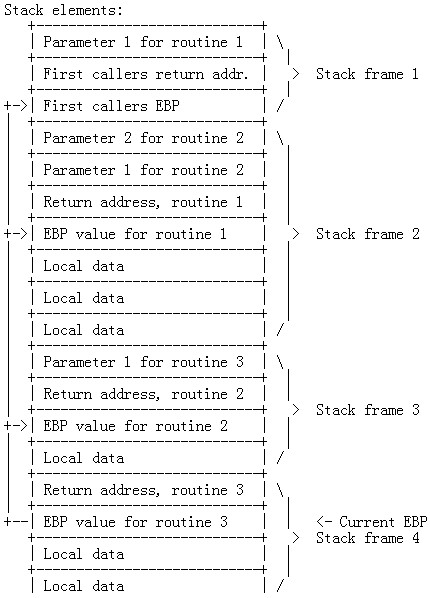 Stack elements:
Parameter 1 for routine 1
First callers return addr. > Stack frame 1
First callers EBP
Parameter 2 for routine 2
Parameter 1 for routine 2
Return address, routine 1
EBP value for routine 1 > Stack frame 2
Local data
Local data
Local data
Parameter 1 for routine 3
Return address, routine 2
> Stack frame 3
EBP value for routine 2
Local data
Return address, routine 3
EBP value for routine 3 <- Current EBP
> Stack frame 4
Local data
Local data